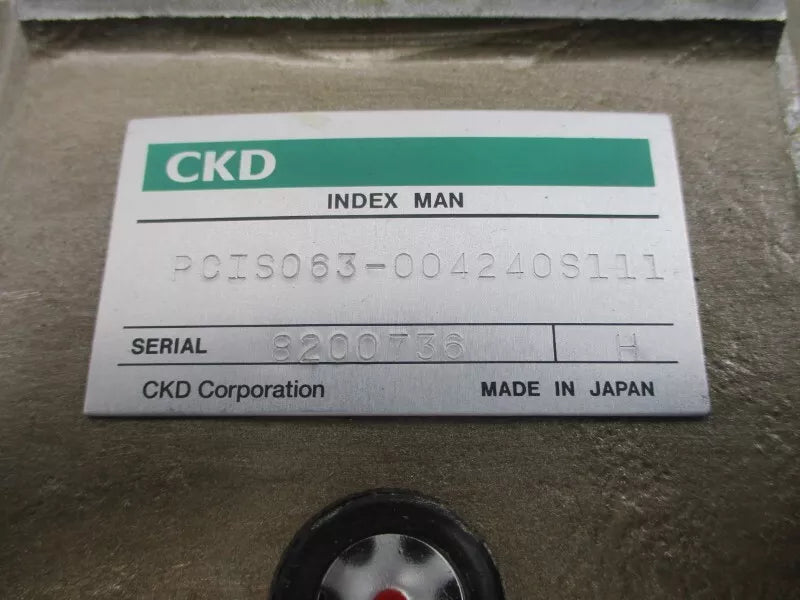 CKD
INDEX MAN
PCIS063-004240S111
SERIAL 8200736 H
CKD Corporation MADE IN JAPAN